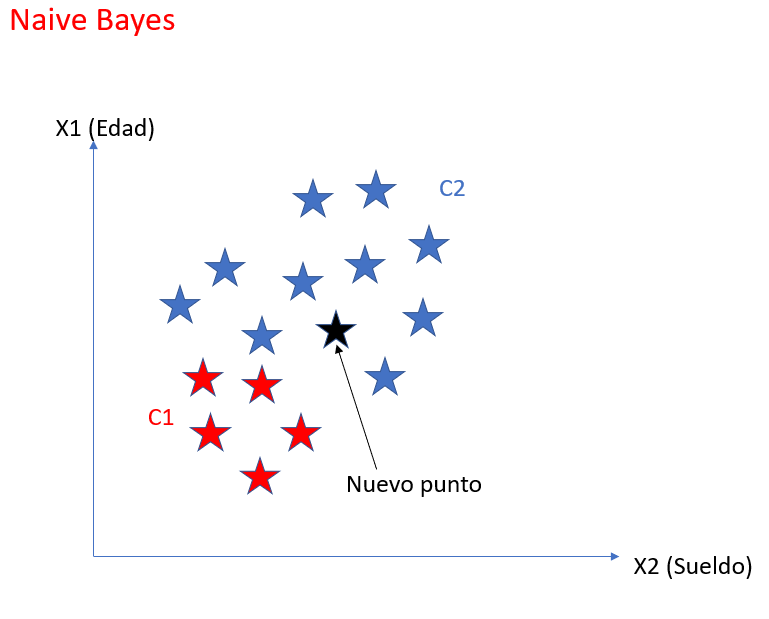 Naive Bayes
X1 (Edad)
C2
C1
Nuevo punto
X2 (Sueldo)